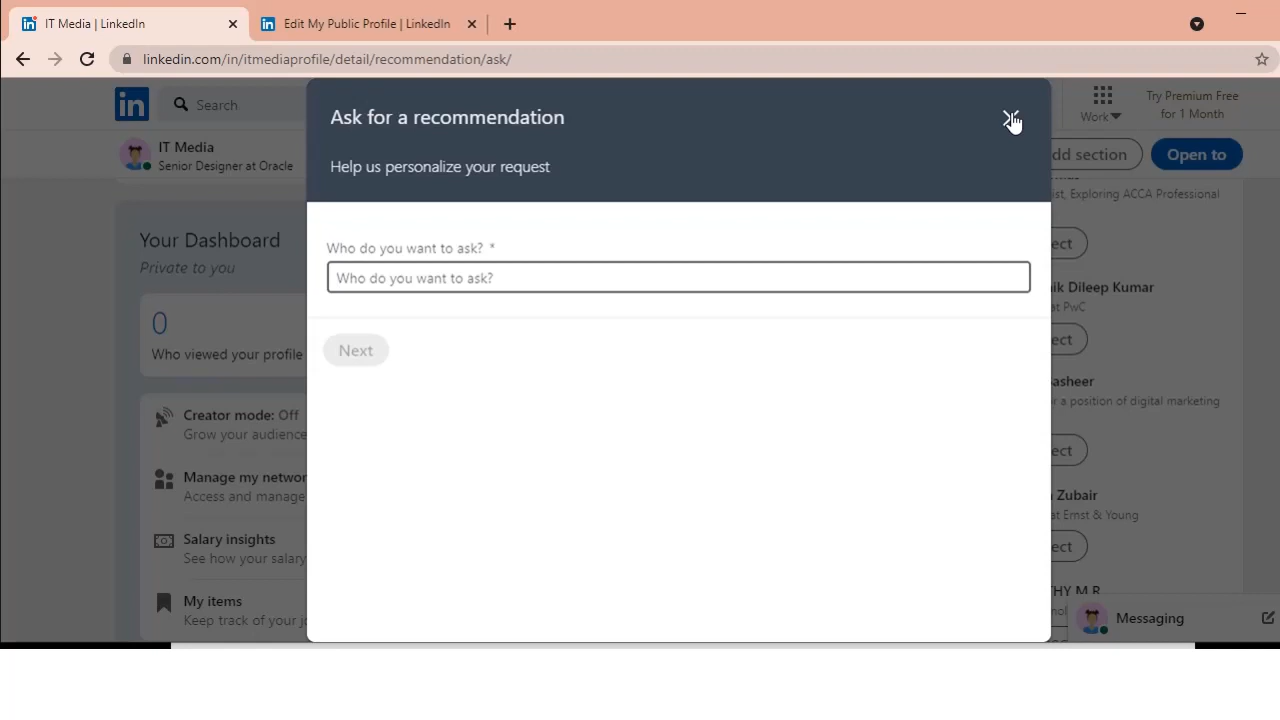 IT Media | LinkedIn
Edit My Public Profile | LinkedIn
linkedin.com/in/itmediaprofile/detail/recommendation/ask/
in
Search
Work
Try Premium Free
for 1 Month
IT Media
Senior Designer at Oracle
dd section
Open to
Ask for a recommendation
Help us personalize your request
Who do you want to ask? *
Who do you want to ask?
Next
Your Dashboard
Private to you
0
Who viewed your profile
Creator mode: Off
Grow your audience
Manage my networ
Access and manage
Salary insights
See how your salary
My items
Keep track of your jo
ist, Exploring ACCA Professional
ect
ik Dileep Kumar
at PwC
ect
asheer
or a position of digital marketing
ect
Zubair
at Ernst & Young
ect
THY M R
Messaging